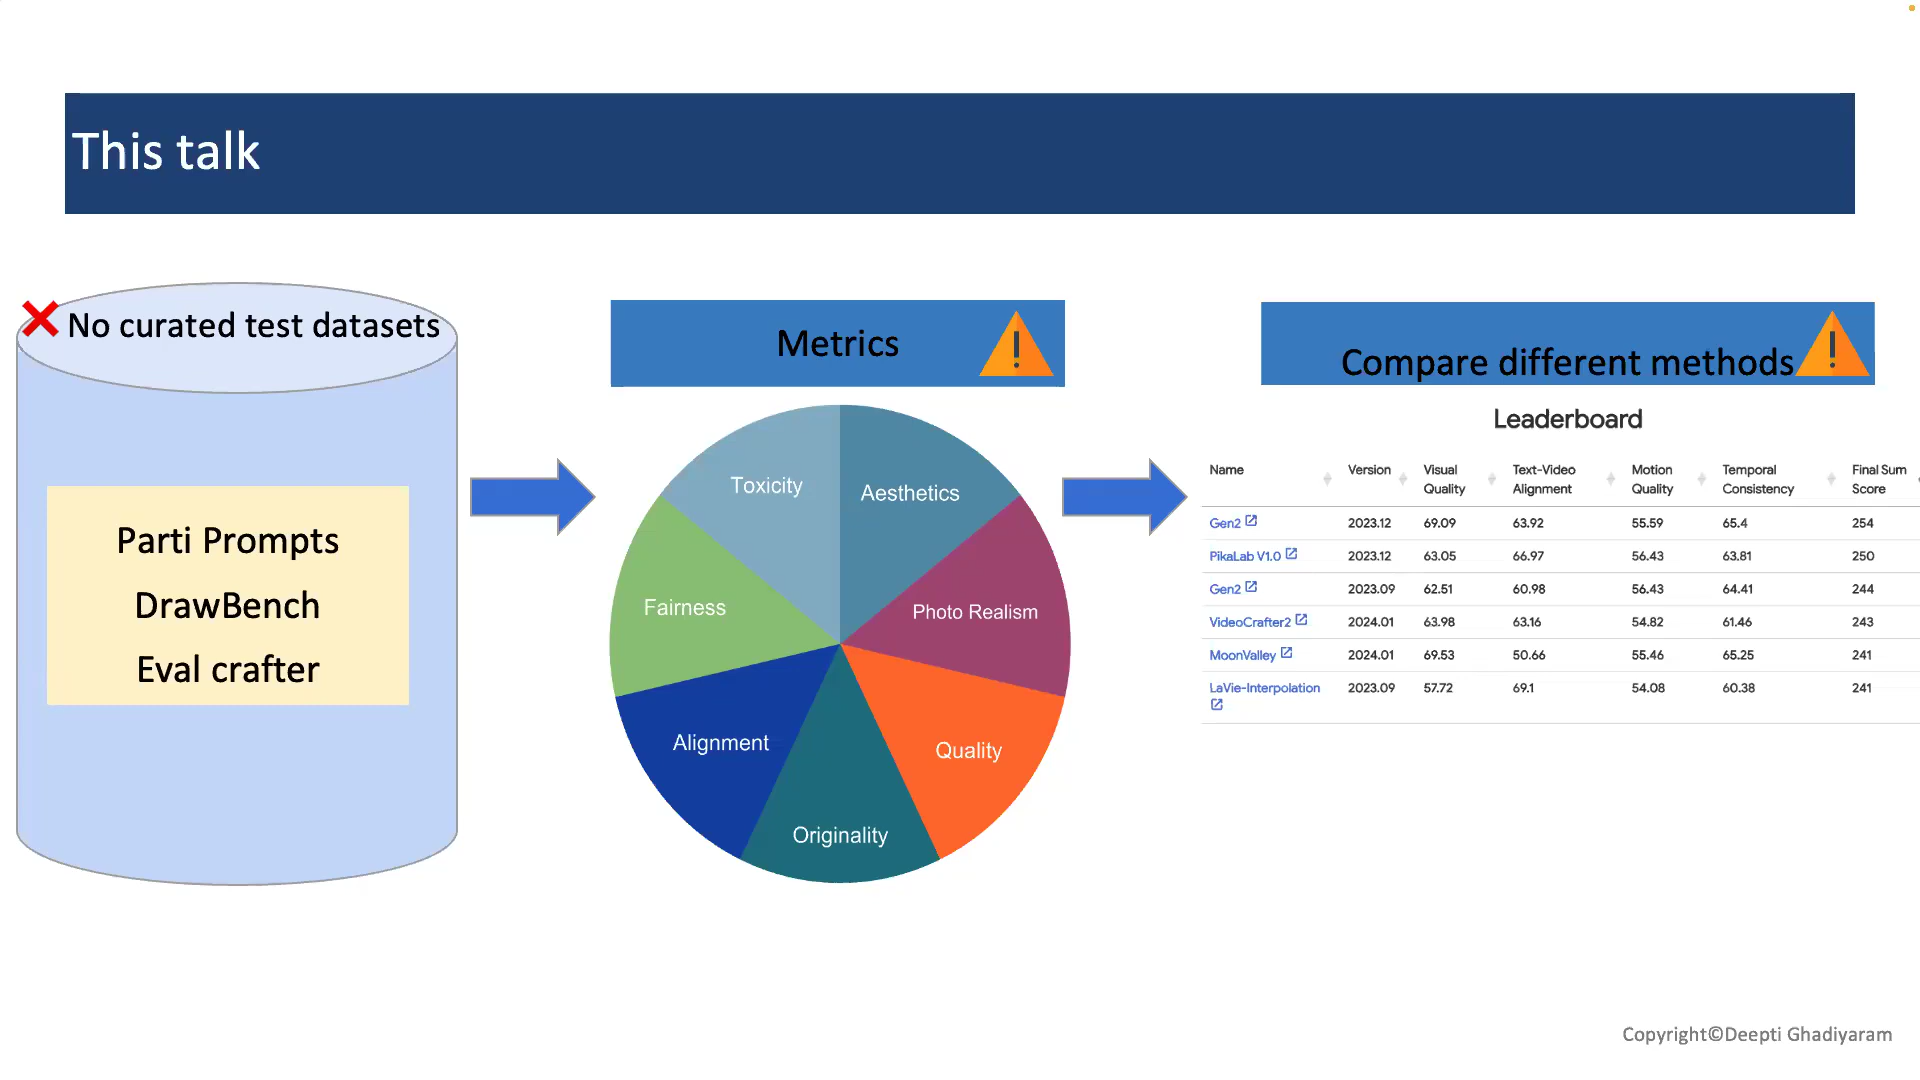 This talk
No curated test datasets
Parti Prompts
DrawBench
Eval crafter
Metrics
Toxicity
Aesthetics
Fairness
Photo Realism
Alignment
Quality
Originality
Compare different methods
Leaderboard
Name Version Visual Quality Text-Video Alignment Motion Quality Temporal Consistency Final Sum Score
Gen2 2023.12 69.09 63.92 55.59 65.4 254
PikaLab V1.0 2023.12 63.05 66.97 56.43 63.81 250
Gen2 2023.09 62.51 60.98 56.43 64.41 244
VideoCrafter2 2024.01 63.98 63.16 54.82 61.46 243
MoonValley 2024.01 69.53 50.66 55.46 65.25 241
LaVie-Interpolation 2023.09 57.72 69.1 54.08 60.38 241
Copyright©Deepti Ghadiyaram